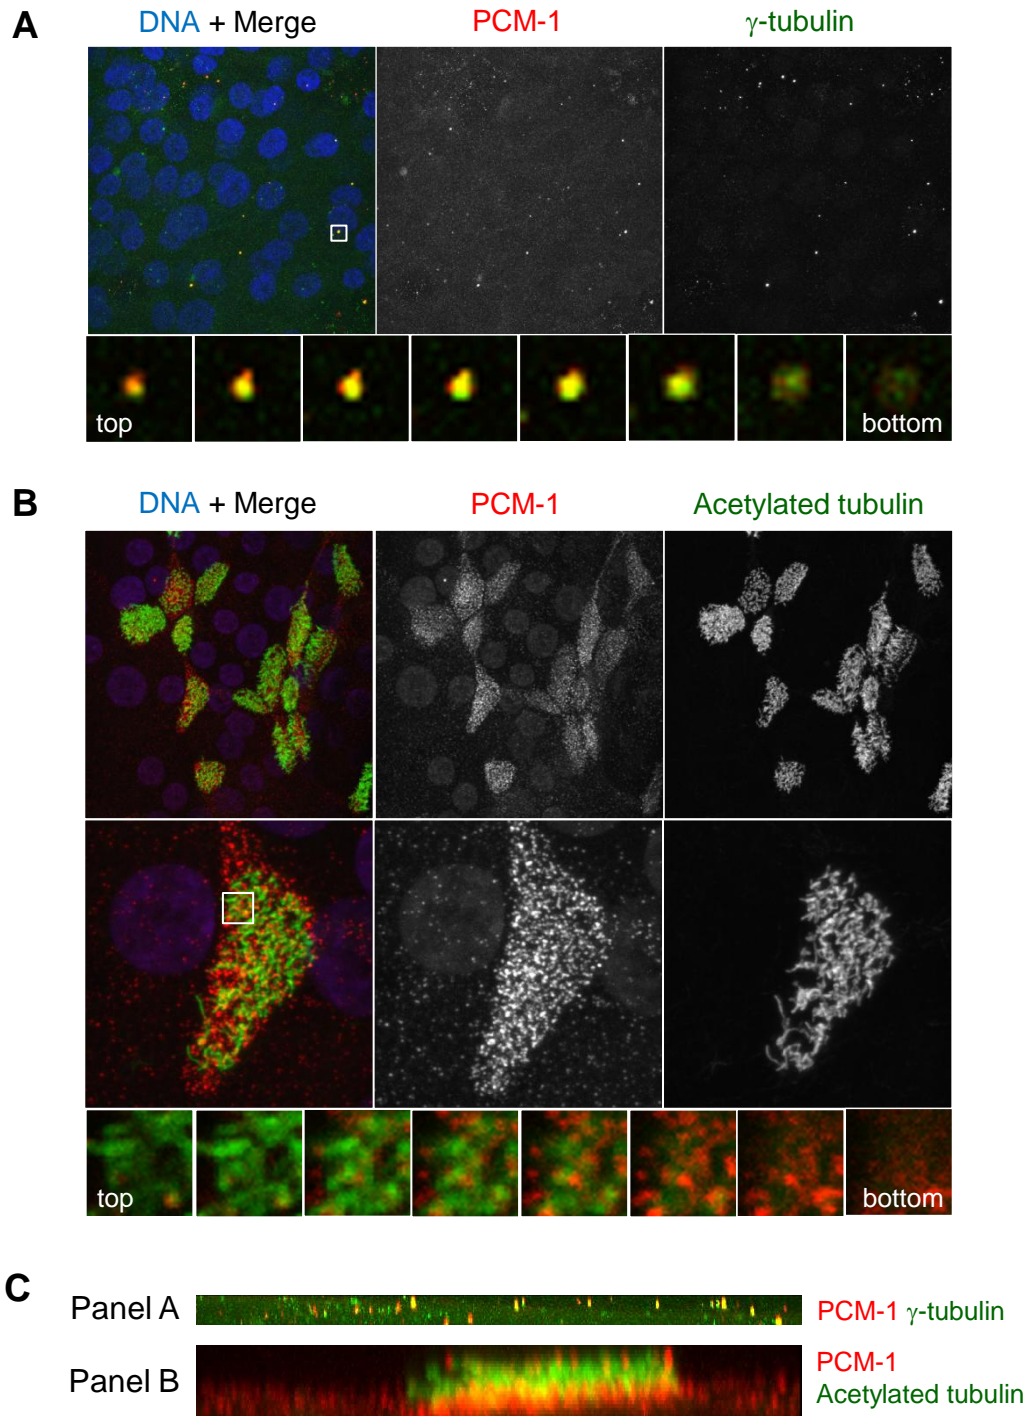 A
DNA + Merge PCM-1 γ-tubulin
top bottom
B
DNA + Merge PCM-1 Acetylated tubulin
top bottom
C
Panel A PCM-1 γ-tubulin
Panel B PCM-1
Acetylated tubulin